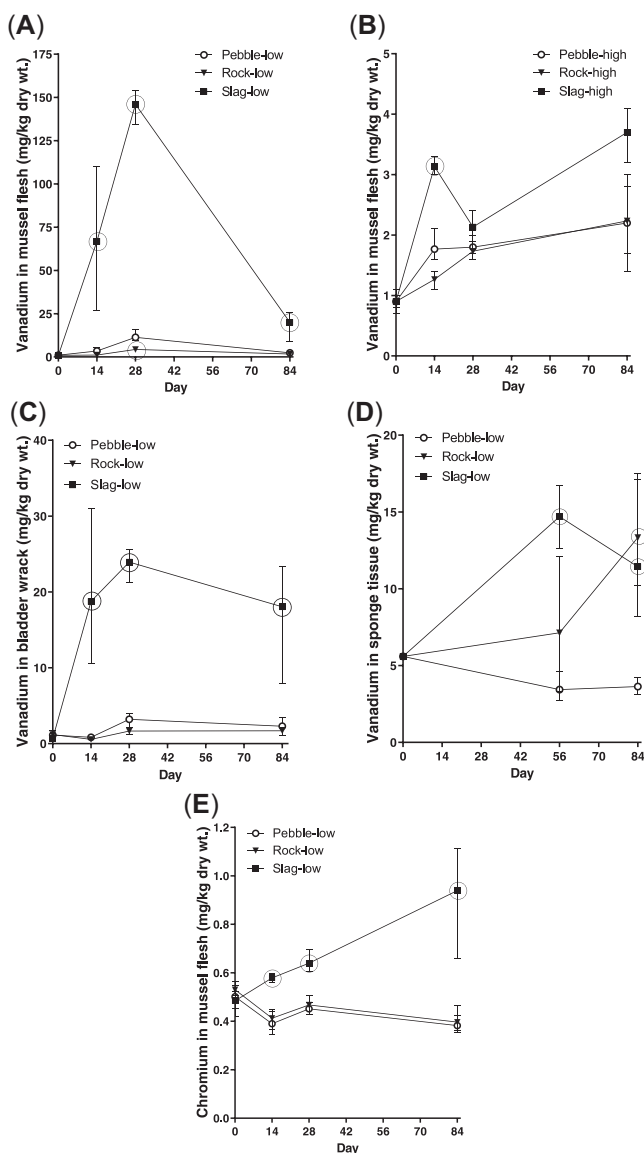 (A)
Vanadium in mussel flesh (mg/kg dry wt.)
Pebble-low
Rock-low
Slag-low
175
150
125
100
75
50
25
0
0 14 28 42 56 70 84
Day
(B)
Vanadium in mussel flesh (mg/kg dry wt.)
Pebble-high
Rock-high
Slag-high
5
4
3
2
1
0
0 14 28 42 56 70 84
Day
(C)
Vanadium in bladder wrack (mg/kg dry wt.)
Pebble-low
Rock-low
Slag-low
40
30
20
10
0
0 14 28 42 56 70 84
Day
(D)
Vanadium in sponge tissue (mg/kg dry wt.)
Pebble-low
Rock-low
Slag-low
20
15
10
5
0
0 14 28 42 56 70 84
Day
(E)
Chromium in mussel flesh (mg/kg dry wt.)
Pebble-low
Rock-low
Slag-low
1.2
1.0
0.8
0.6
0.4
0.2
0.0
0 14 28 42 56 70 84
Day